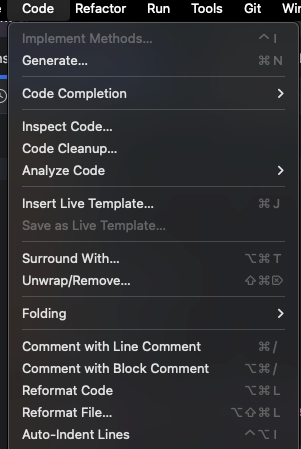 Code Refactor Run Tools Git Wir
Implement Methods... ^ I
Generate... ⌘ N
Code Completion >
Inspect Code...
Code Cleanup...
Analyze Code >
Insert Live Template... ⌘ J
Save as Live Template...
Surround With... ⌥ ⌘ T
Unwrap/Remove... ⇧ ⌘ ⌦
Folding >
Comment with Line Comment ⌘ /
Comment with Block Comment ⌥ ⌘ /
Reformat Code ⌥ ⌘ L
Reformat File... ⌥ ⇧ ⌘ L
Auto-Indent Lines ^ ⌥ I